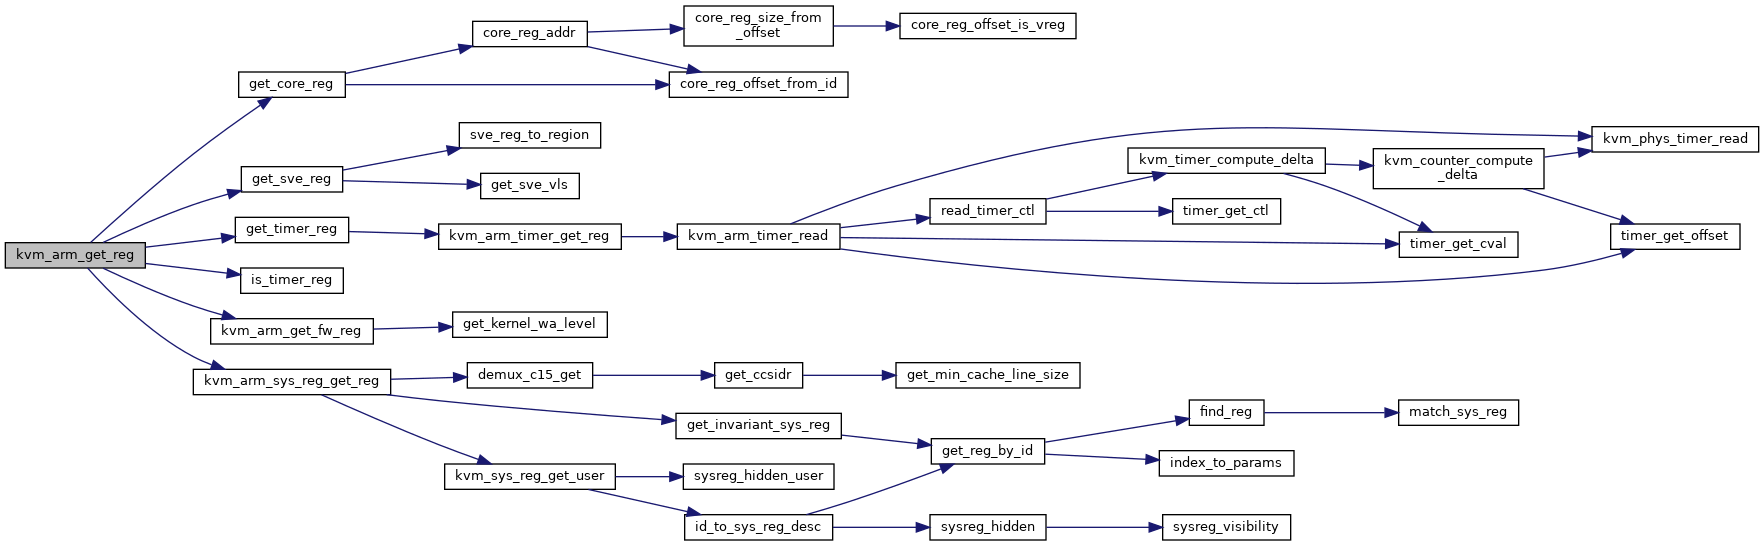 kvm_arm_get_reg
get_core_reg
core_reg_addr
core_reg_size_from
_offset
core_reg_offset_is_vreg
core_reg_offset_from_id
get_sve_reg
sve_reg_to_region
get_sve_vls
get_timer_reg
kvm_arm_timer_get_reg
kvm_arm_timer_read
read_timer_ctl
kvm_timer_compute_delta
kvm_counter_compute
_delta
kvm_phys_timer_read
timer_get_ctl
timer_get_cval
timer_get_offset
is_timer_reg
kvm_arm_get_fw_reg
get_kernel_wa_level
kvm_arm_sys_reg_get_reg
demux_c15_get
get_ccsidr
get_min_cache_line_size
get_invariant_sys_reg
get_reg_by_id
find_reg
match_sys_reg
index_to_params
kvm_sys_reg_get_user
sysreg_hidden_user
id_to_sys_reg_desc
sysreg_hidden
sysreg_visibility